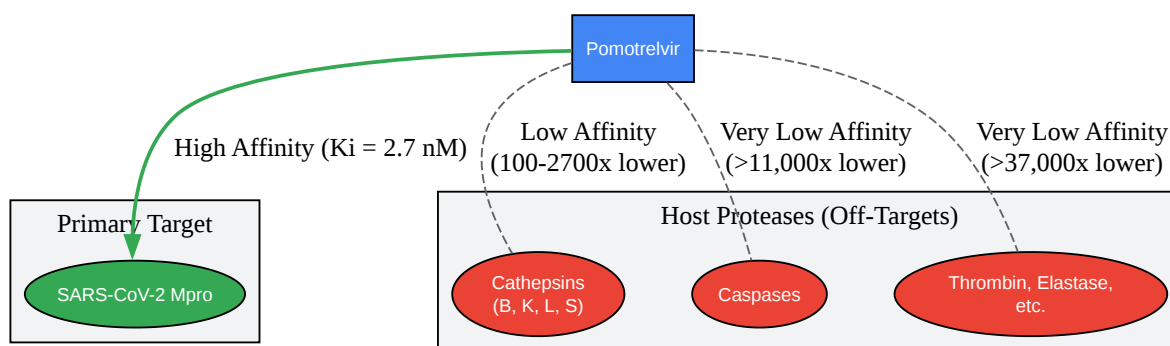 Pomotrelvir
High Affinity (Ki = 2.7 nM)
Low Affinity
(100-2700x lower)
Very Low Affinity
(>11,000x lower)
Very Low Affinity
(>37,000x lower)
Primary Target
SARS-CoV-2 Mpro
Host Proteases (Off-Targets)
Cathepsins
(B, K, L, S)
Caspases
Thrombin, Elastase,
etc.